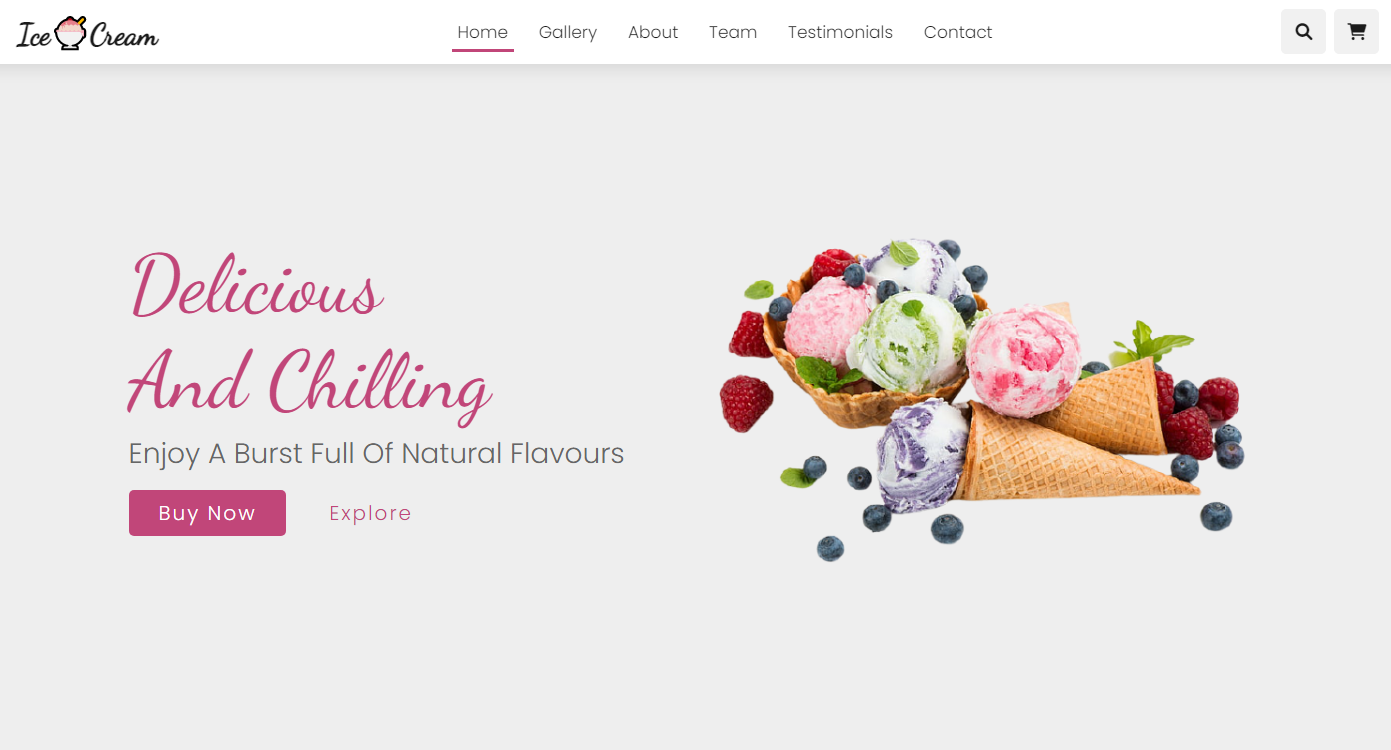 Ice Cream
Home Gallery About Team Testimonials Contact
Delicious
And Chilling
Enjoy A Burst Full Of Natural Flavours
Buy Now Explore